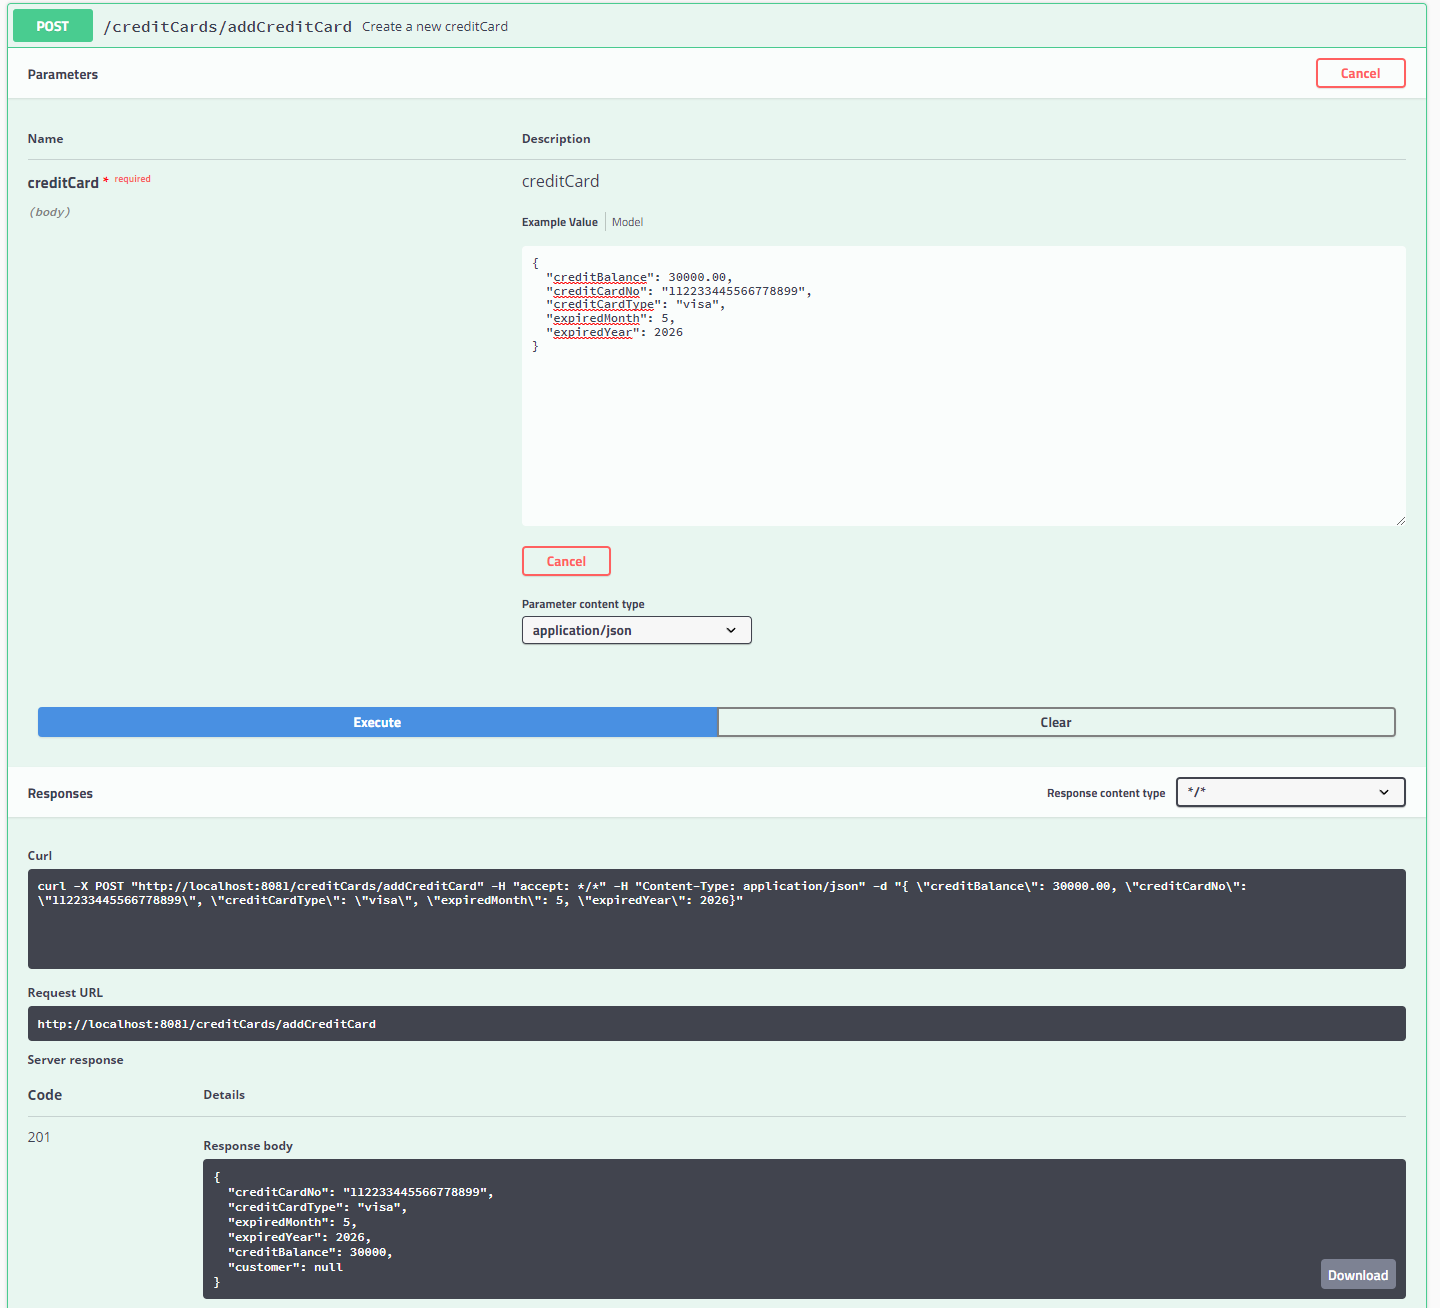 POST /creditCards/addCreditCard Create a new creditCard
Parameters
Cancel
Name Description
creditCard * required creditCard
(body)
Example Value Model
{
"creditBalance": 30000.00,
"creditCardNo": "112233445566778899",
"creditCardType": "visa",
"expiredMonth": 5,
"expiredYear": 2026
}
Cancel
Parameter content type
application/json
Execute Clear
Responses Response content type */*
Curl
curl -X POST "http://localhost:8081/creditCards/addCreditCard" -H "accept: */*" -H "Content-Type: application/json" -d "{ \"creditBalance\": 30000.00, \"creditCardNo\":
\"112233445566778899\", \"creditCardType\": \"visa\", \"expiredMonth\": 5, \"expiredYear\": 2026}"
Request URL
http://localhost:8081/creditCards/addCreditCard
Server response
Code Details
201
Response body
{
"creditCardNo": "112233445566778899",
"creditCardType": "visa",
"expiredMonth": 5,
"expiredYear": 2026,
"creditBalance": 30000,
"customer": null
}
Download